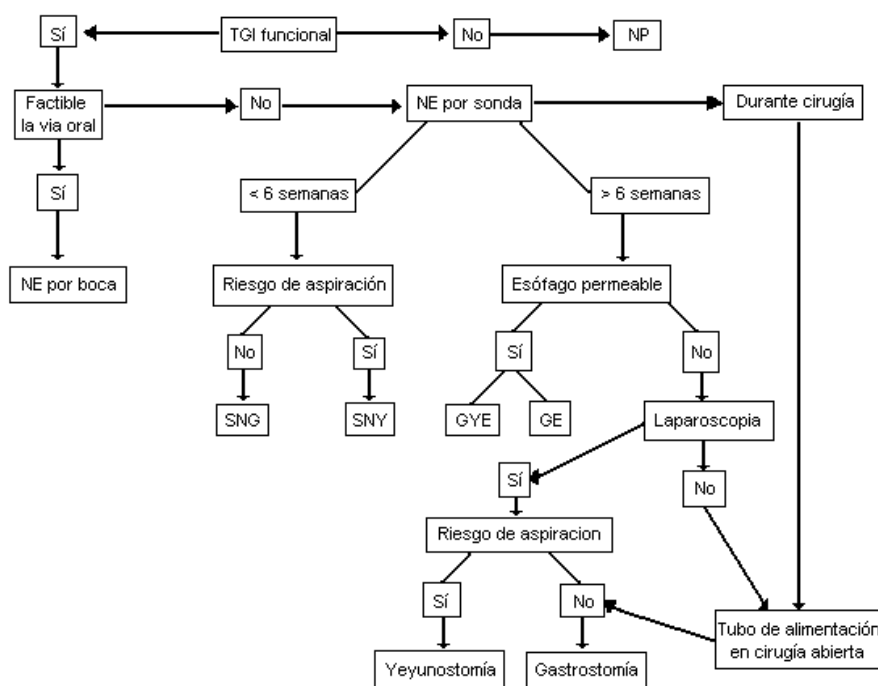 Sí
TGI funcional
No
NP
Factible
la via oral
No
NE por sonda
Durante cirugía
Sí
< 6 semanas
> 6 semanas
NE por boca
Riesgo de aspiración
Esófago permeable
No
Sí
Sí
No
SNG
SNY
GYE
GE
Laparoscopia
Sí
No
Riesgo de aspiracion
Sí
No
Tubo de alimentación
en cirugía abierta
Yeyunostomía
Gastrostomía